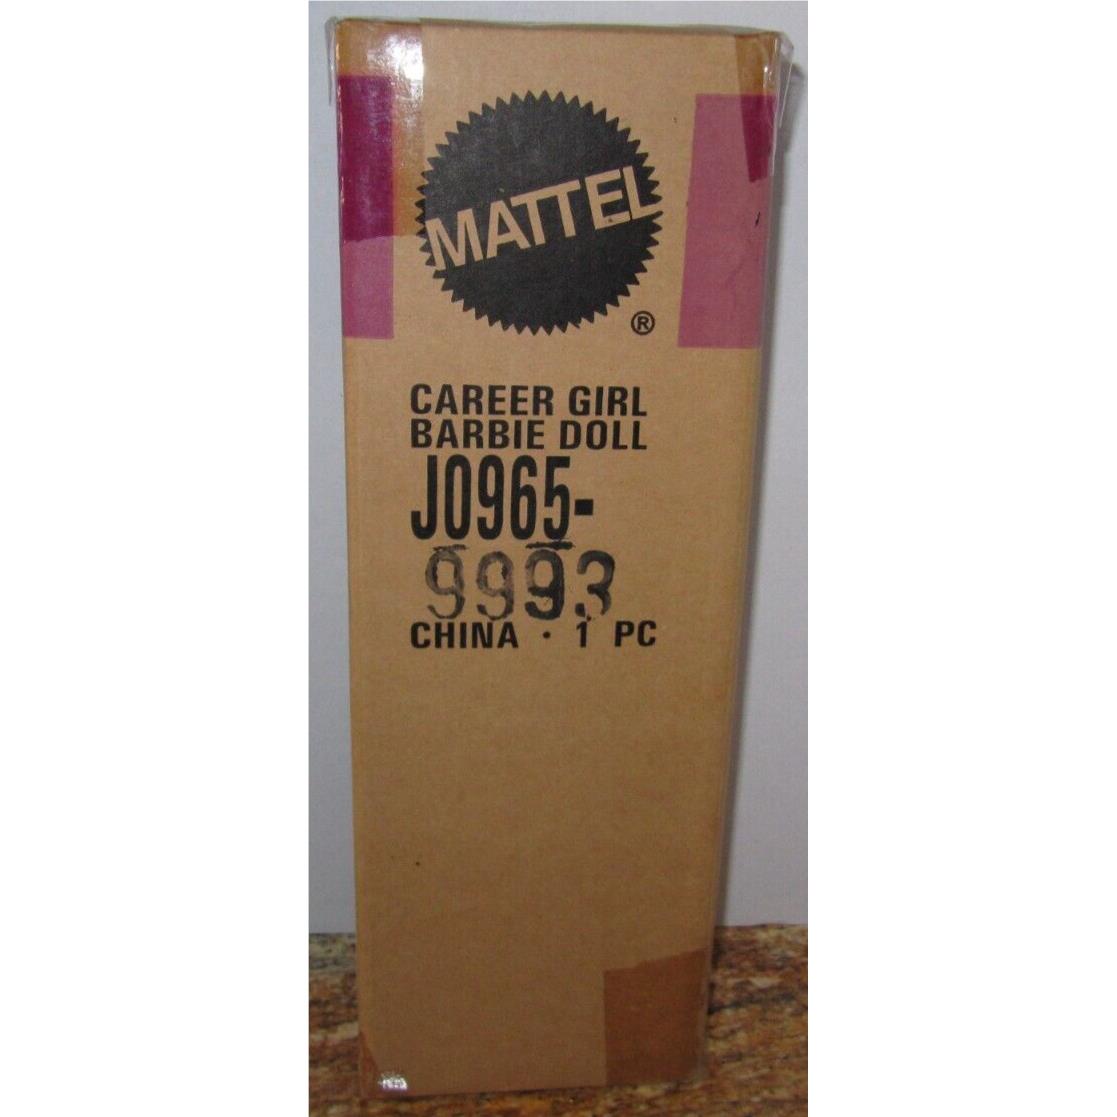 MATTEL
®
CAREER GIRL
BARBIE DOLL
J0965-
9993
CHINA · 1 PC